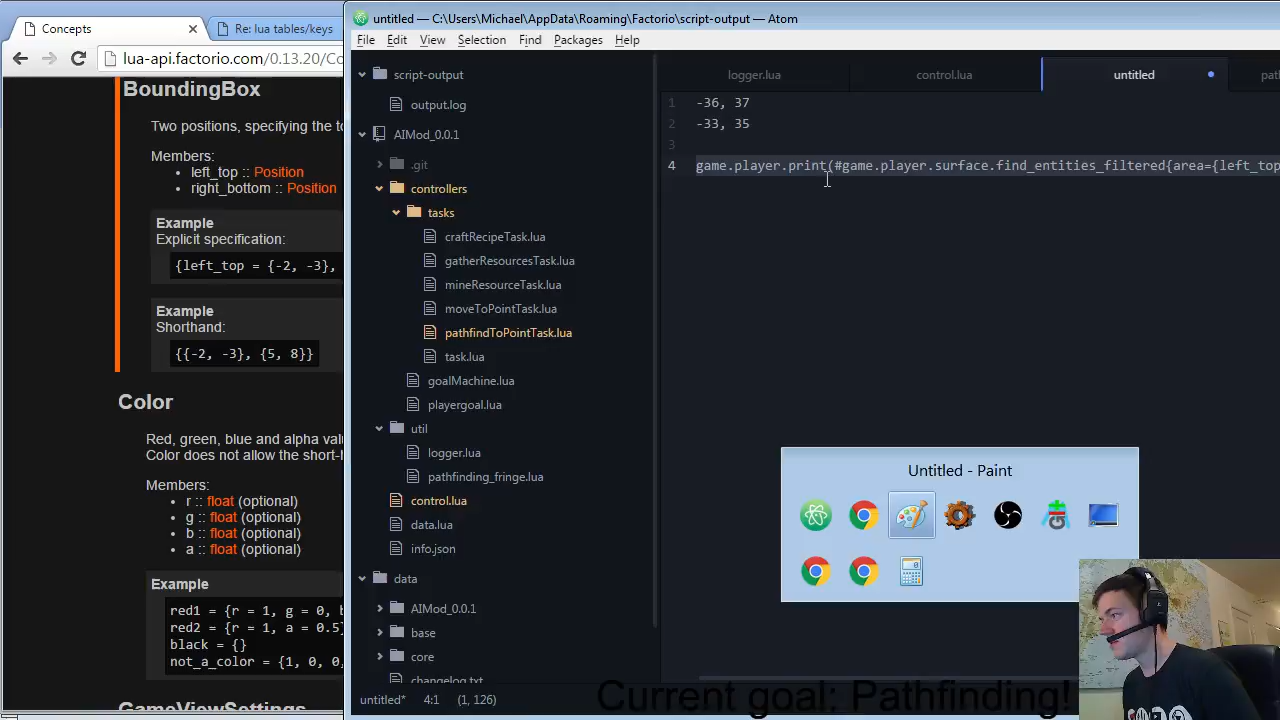 Concepts
Re: lua tables/keys
lua-api.factorio.com/0.13.20/Co
BoundingBox
Two positions, specifying the to
Members:
left_top :: Position
right_bottom :: Position
Example
Explicit specification:
{left_top = {-2, -3},
Example
Shorthand:
{{-2, -3}, {5, 8}}
Color
Red, green, blue and alpha val
Color does not allow the short-h
Members:
r :: float (optional)
g :: float (optional)
b :: float (optional)
a :: float (optional)
Example
red1 = {r = 1, g = 0, b
red2 = {r = 1, a = 0.5}
black = {}
not_a_color = {1, 0, 0,
GameViewSettings
untitled — C:\Users\Michael\AppData\Roaming\Factorio\script-output — Atom
File Edit View Selection Find Packages Help
script-output
output.log
AIMod_0.0.1
.git
controllers
tasks
craftRecipeTask.lua
gatherResourcesTask.lua
mineResourceTask.lua
moveToPointTask.lua
pathfindToPointTask.lua
task.lua
goalMachine.lua
playergoal.lua
util
logger.lua
pathfinding_fringe.lua
control.lua
data.lua
info.json
data
AIMod_0.0.1
base
core
changelog.txt
logger.lua control.lua untitled path
1 -36, 37
2 -33, 35
3
4 game.player.print(#game.player.surface.find_entities_filtered{area={left_top
Untitled - Paint
untitled* 4:1 (1, 126)
Current goal: Pathfinding!